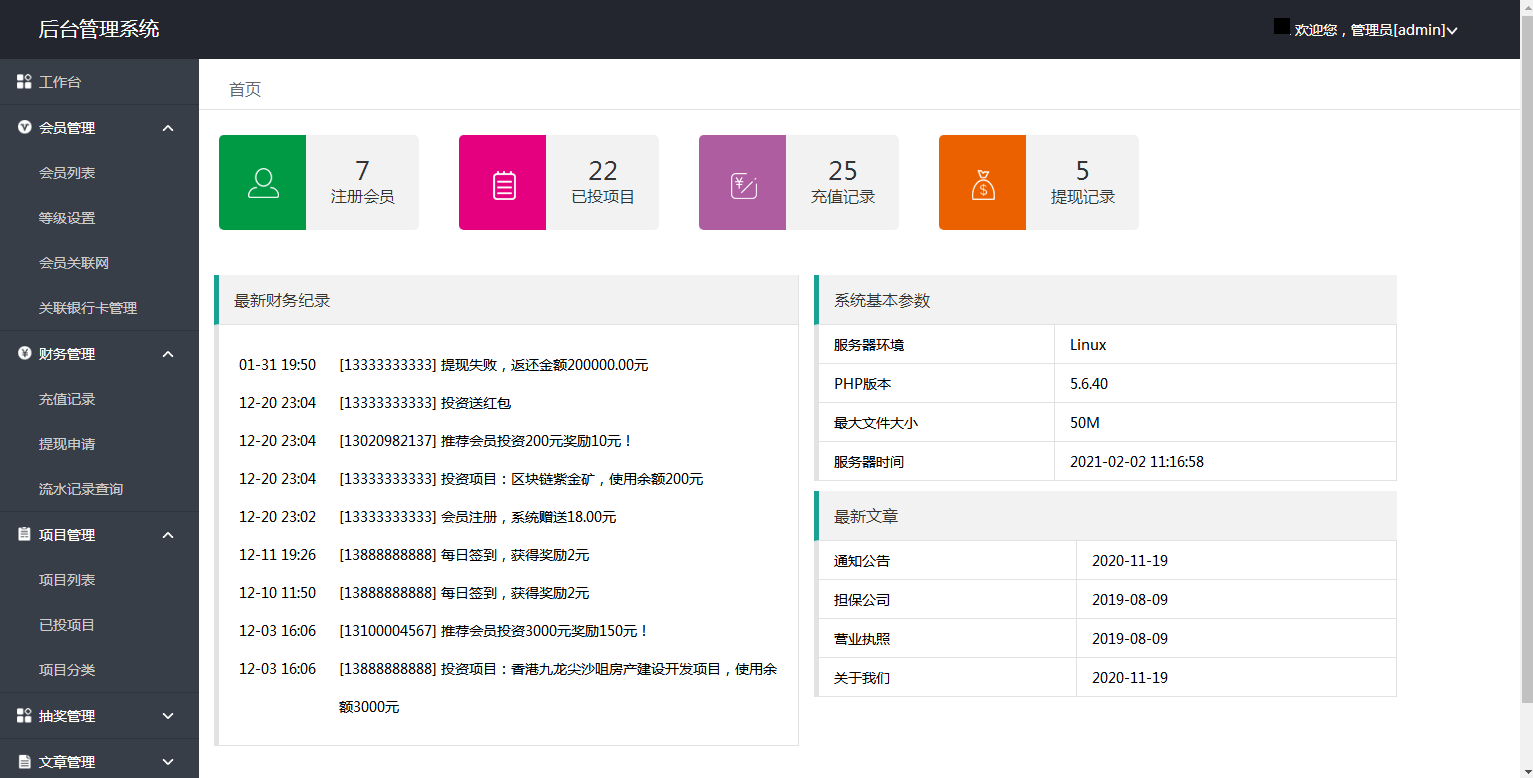 后台管理系统
欢迎您，管理员[admin]
工作台
会员管理
会员列表
等级设置
会员关联网
关联银行卡管理
财务管理
充值记录
提现申请
流水记录查询
项目管理
项目列表
已投项目
项目分类
抽奖管理
文章管理
首页
7
注册会员
22
已投项目
25
充值记录
5
提现记录
最新财务纪录
01-31 19:50 [13333333333] 提现失败，返还金额200000.00元
12-20 23:04 [13333333333] 投资送红包
12-20 23:04 [13020982137] 推荐会员投资200元奖励10元！
12-20 23:04 [13333333333] 投资项目：区块链紫金矿，使用余额200元
12-20 23:02 [13333333333] 会员注册，系统赠送18.00元
12-11 19:26 [13888888888] 每日签到，获得奖励2元
12-10 11:50 [13888888888] 每日签到，获得奖励2元
12-03 16:06 [13100004567] 推荐会员投资3000元奖励150元！
12-03 16:06 [13888888888] 投资项目：香港九龙尖沙咀房产建设开发项目，使用余
额3000元
系统基本参数
服务器环境 Linux
PHP版本 5.6.40
最大文件大小 50M
服务器时间 2021-02-02 11:16:58
最新文章
通知公告 2020-11-19
担保公司 2019-08-09
营业执照 2019-08-09
关于我们 2020-11-19